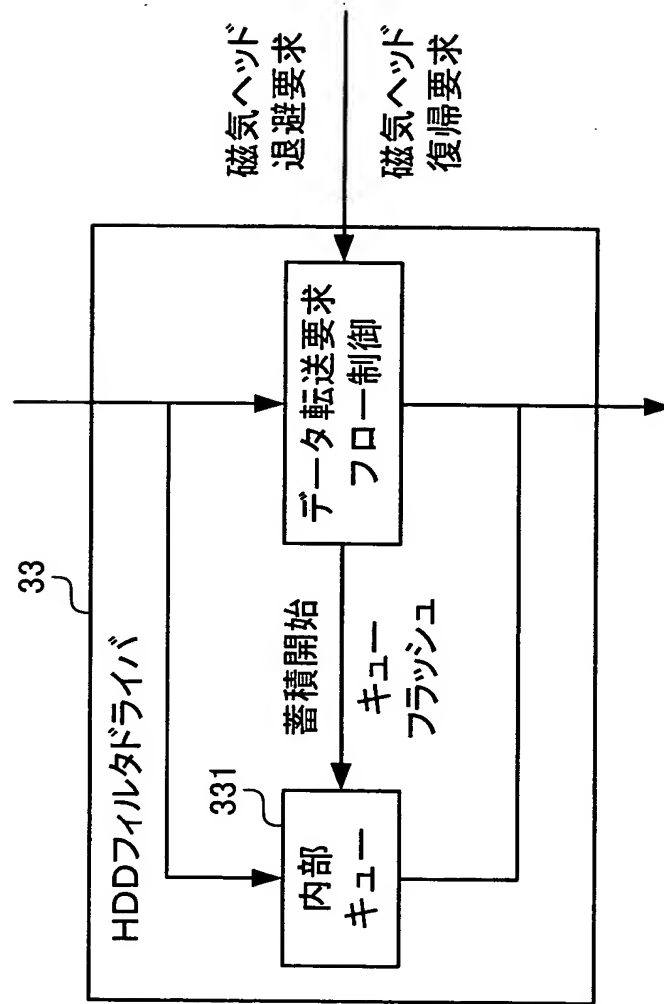 33
HDDフィルタドライバ
331
内部
キュー
蓄積開始
キュー
フラッシュ
データ転送要求
フロー制御
磁気ヘッド
退避要求
磁気ヘッド
復帰要求